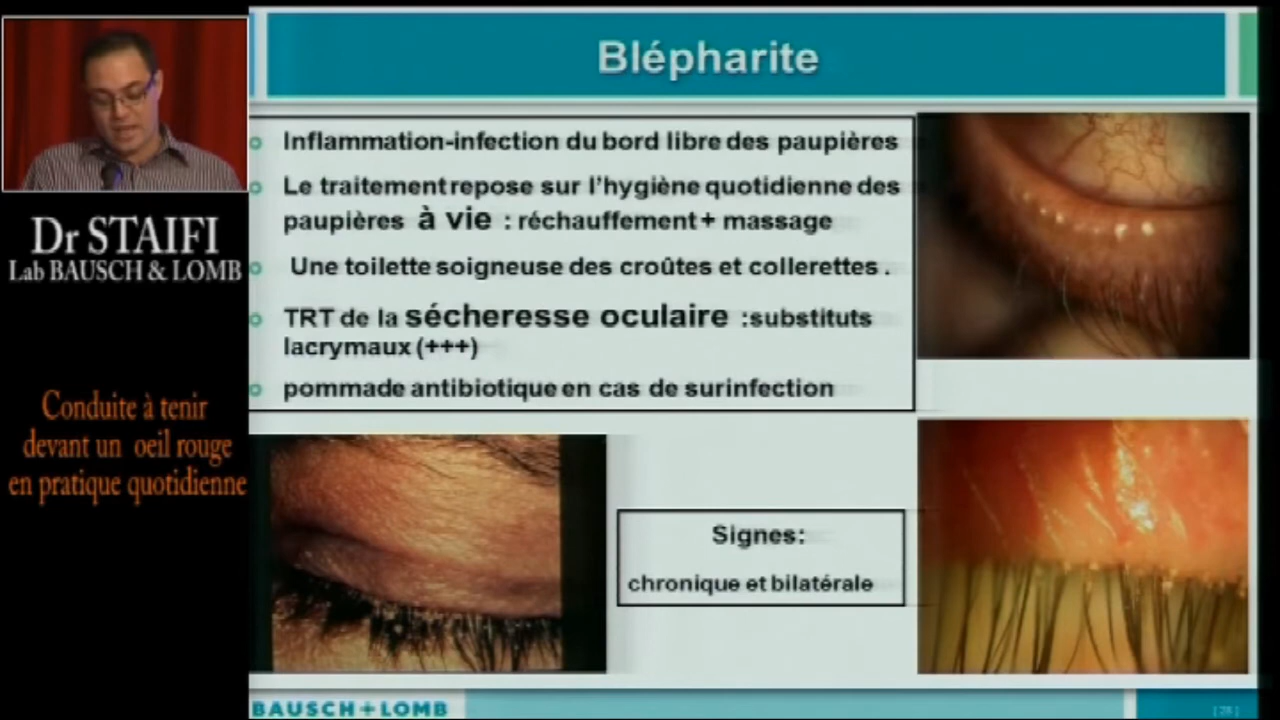 Blépharite
Inflammation-infection du bord libre des paupières
Le traitement repose sur l'hygiène quotidienne des
paupières à vie : réchauffement + massage
Une toilette soigneuse des croûtes et collerettes .
TRT de la sécheresse oculaire :substituts
lacrymaux (+++)
pommade antibiotique en cas de surinfection
Signes:
chronique et bilatérale
Dr STAIFI
Lab BAUSCH & LOMB
Conduite à tenir
devant un oeil rouge
en pratique quotidienne
BAUSCH+LOMB